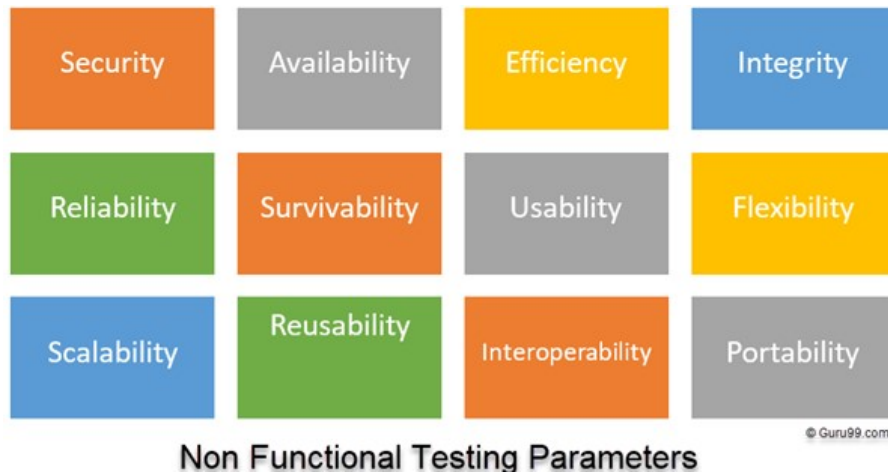 Security
Availability
Efficiency
Integrity
Reliability
Survivability
Usability
Flexibility
Scalability
Reusability
Interoperability
Portability
© Guru99.com
Non Functional Testing Parameters